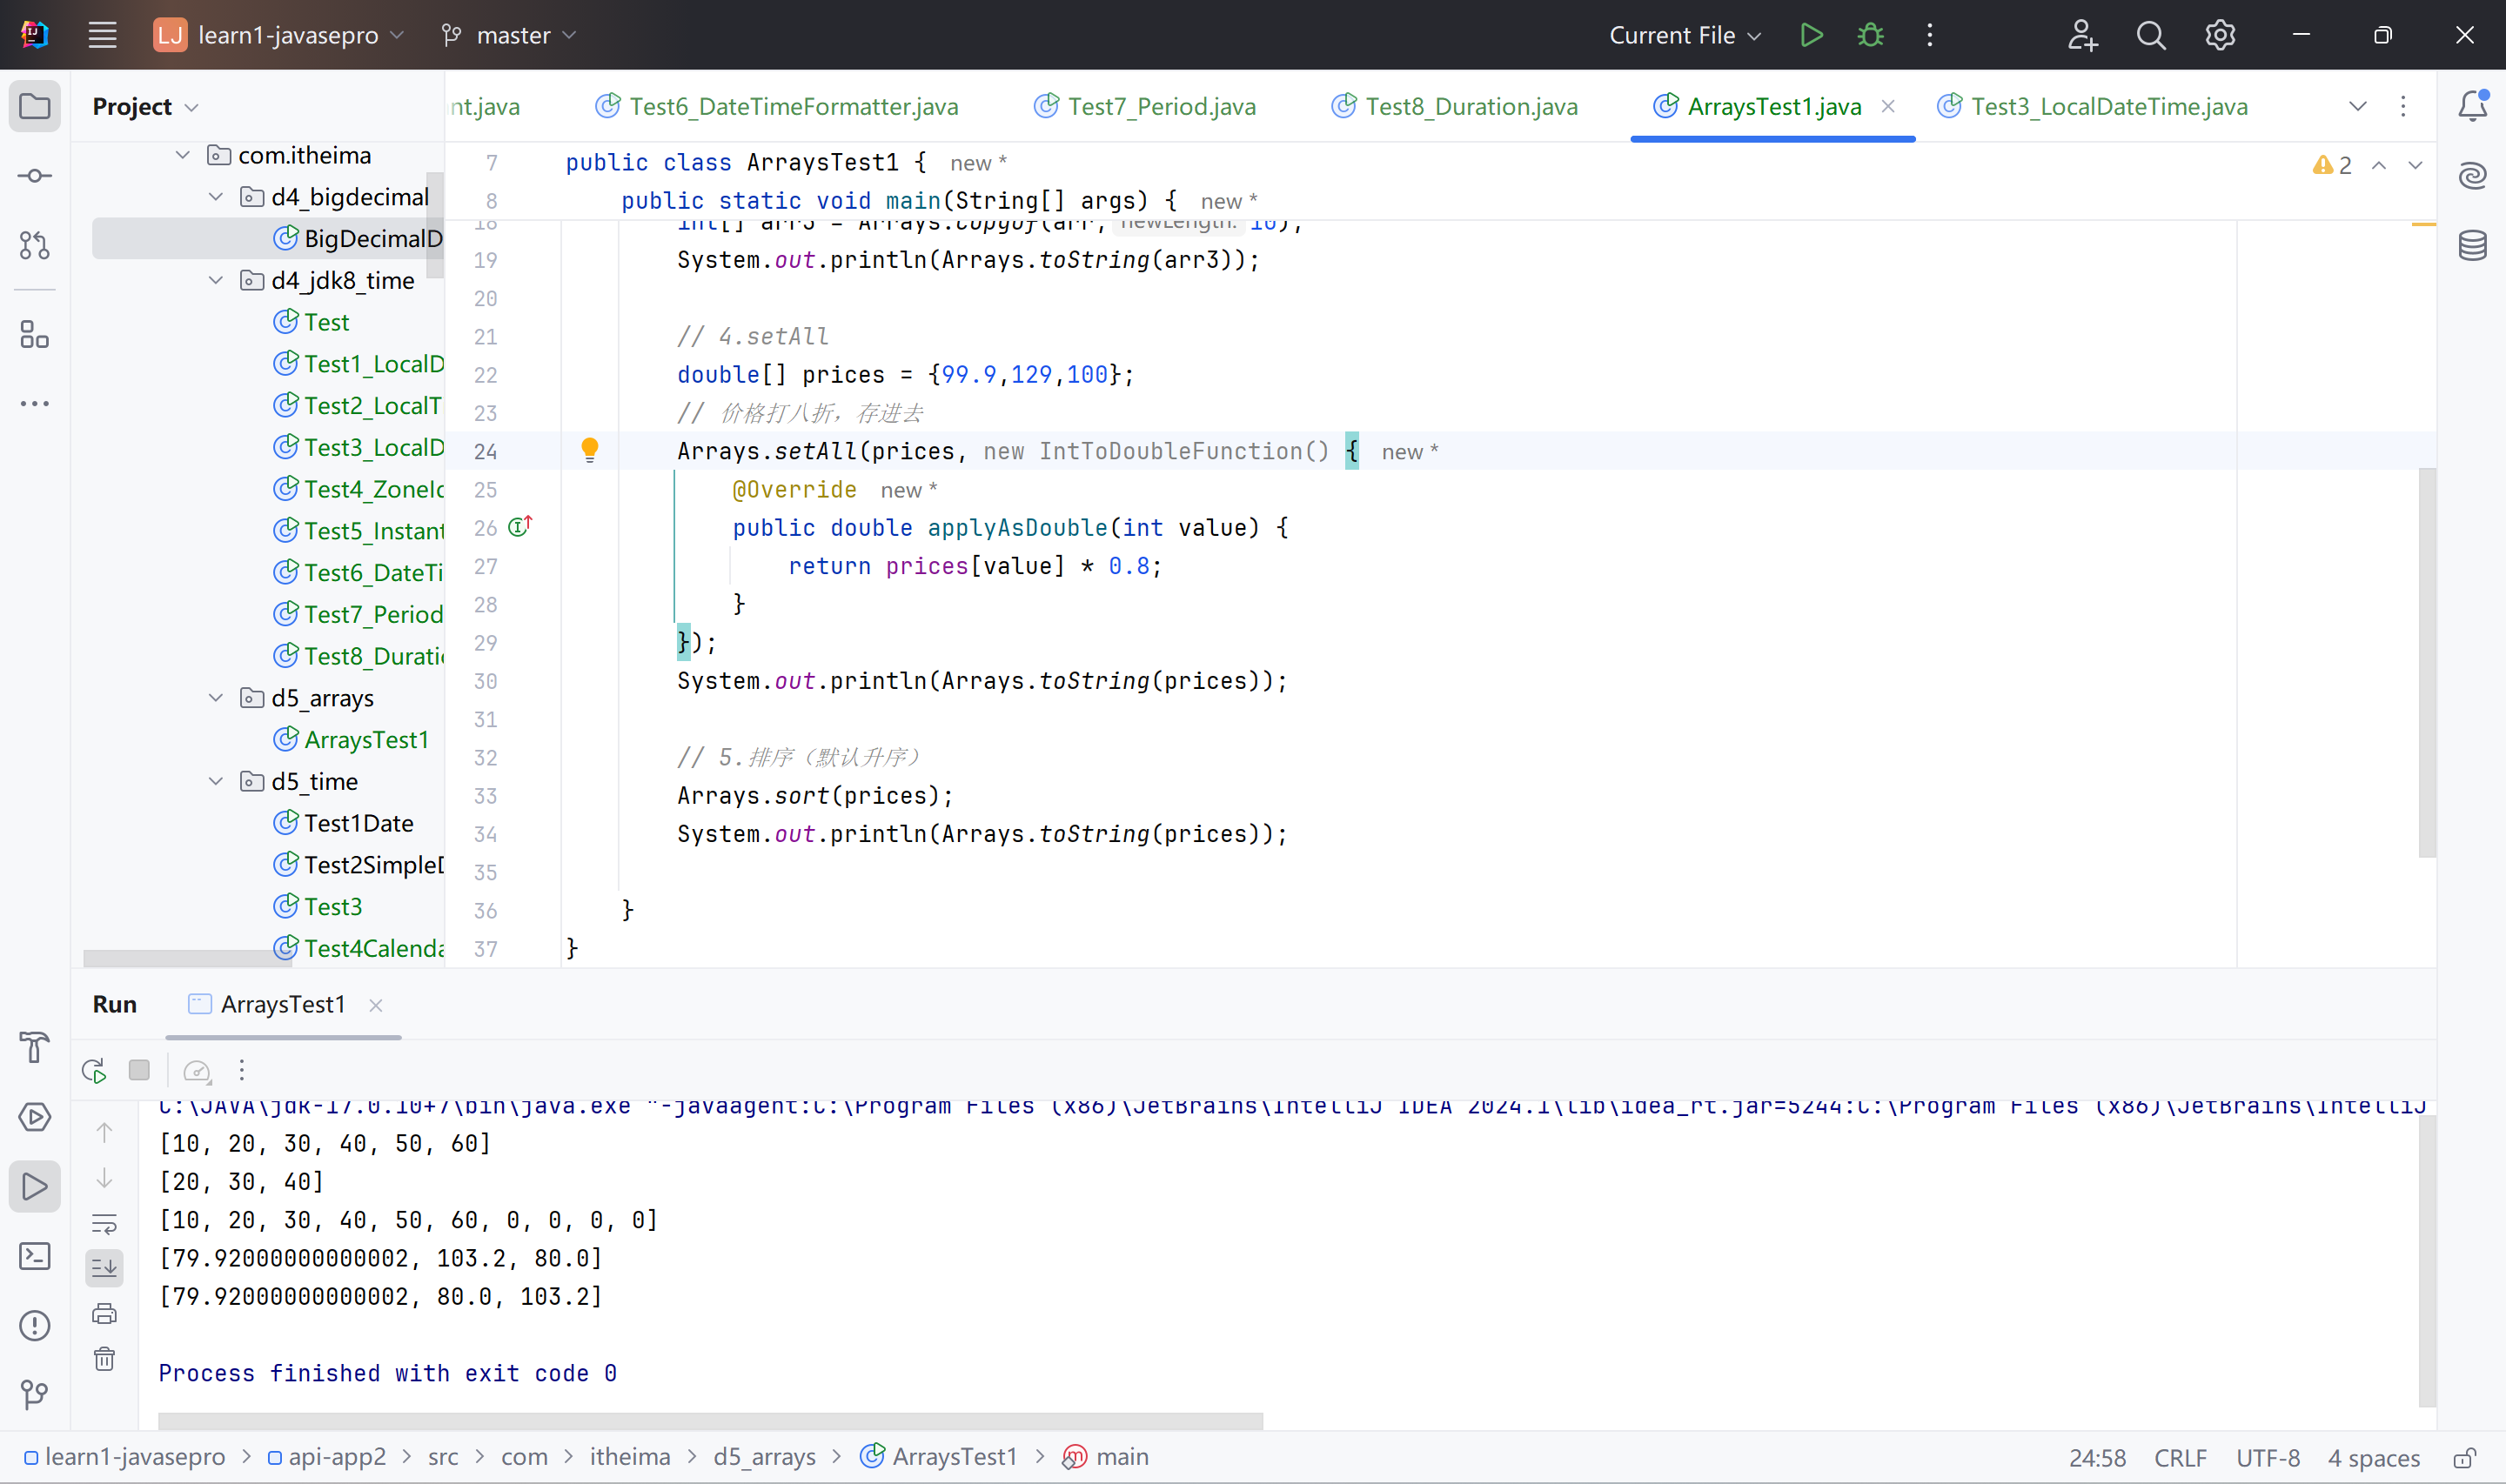 LJ learn1-javasepro master Current File
Project
nt.java Test6_DateTimeFormatter.java Test7_Period.java Test8_Duration.java ArraysTest1.java Test3_LocalDateTime.java
com.itheima
d4_bigdecimal
BigDecimalD
d4_jdk8_time
Test
Test1_LocalD
Test2_LocalT
Test3_LocalD
Test4_ZoneId
Test5_Instant
Test6_DateTi
Test7_Period
Test8_Durati
d5_arrays
ArraysTest1
d5_time
Test1Date
Test2SimpleD
Test3
Test4Calenda
7 public class ArraysTest1 { new *
2
8 public static void main(String[] args) { new *
18 int[] arr3 = Arrays.copyOf(arr, newLength: 10);
19 System.out.println(Arrays.toString(arr3));
20
21 // 4.setAll
22 double[] prices = {99.9,129,100};
23 // 价格打八折，存进去
24 Arrays.setAll(prices, new IntToDoubleFunction() { new *
25 @Override new *
26 public double applyAsDouble(int value) {
27 return prices[value] * 0.8;
28 }
29 });
30 System.out.println(Arrays.toString(prices));
31
32 // 5.排序（默认升序）
33 Arrays.sort(prices);
34 System.out.println(Arrays.toString(prices));
35
36 }
37 }
Run ArraysTest1
C:\JAVA\jdk-17.0.10+7\bin\java.exe "-javaagent:C:\Program Files (x86)\JetBrains\IntelliJ IDEA 2024.1\lib\idea_rt.jar=5244:C:\Program Files (x86)\JetBrains\IntelliJ
[10, 20, 30, 40, 50, 60]
[20, 30, 40]
[10, 20, 30, 40, 50, 60, 0, 0, 0, 0]
[79.92000000000002, 103.2, 80.0]
[79.92000000000002, 80.0, 103.2]
Process finished with exit code 0
learn1-javasepro > api-app2 > src > com > itheima > d5_arrays > ArraysTest1 > main 24:58 CRLF UTF-8 4 spaces